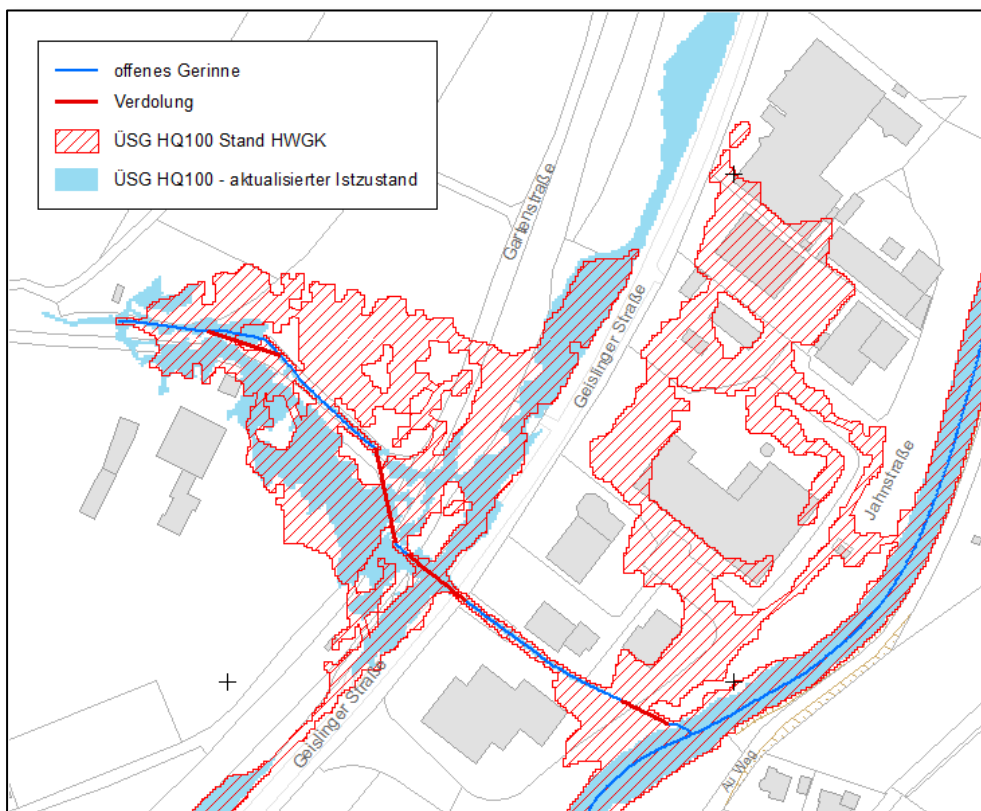 offenes Gerinne
Verdolung
ÜSG HQ100 Stand HWGK
ÜSG HQ100 - aktualisierter Istzustand
Gartenstraße
Geislinger Straße
Jahnstraße
Geislinger Straße
Au Weg